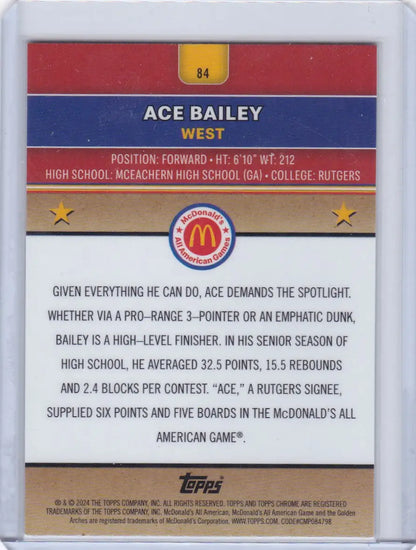 84
ACE BAILEY
WEST
POSITION: FORWARD • HT: 6'10" WT: 212
HIGH SCHOOL: MCEACHERN HIGH SCHOOL (GA) • COLLEGE: RUTGERS
McDonald's
All American Games
GIVEN EVERYTHING HE CAN DO, ACE DEMANDS THE SPOTLIGHT.
WHETHER VIA A PRO-RANGE 3-POINTER OR AN EMPHATIC DUNK,
BAILEY IS A HIGH-LEVEL FINISHER. IN HIS SENIOR SEASON OF
HIGH SCHOOL, HE AVERAGED 32.5 POINTS, 15.5 REBOUNDS
AND 2.4 BLOCKS PER CONTEST. “ACE,” A RUTGERS SIGNEE,
SUPPLIED SIX POINTS AND FIVE BOARDS IN THE McDONALD'S ALL
AMERICAN GAME®.
Topps
® & © 2024 THE TOPPS COMPANY, INC. ALL RIGHTS RESERVED. TOPPS AND TOPPS CHROME ARE REGISTERED
TRADEMARKS OF THE TOPPS COMPANY, INC. McDonald's All American, McDonald's All American Game and the Golden
Arches are registered trademarks of McDonald's Corporation. WWW.TOPPS.COM. CODE#CMP084798